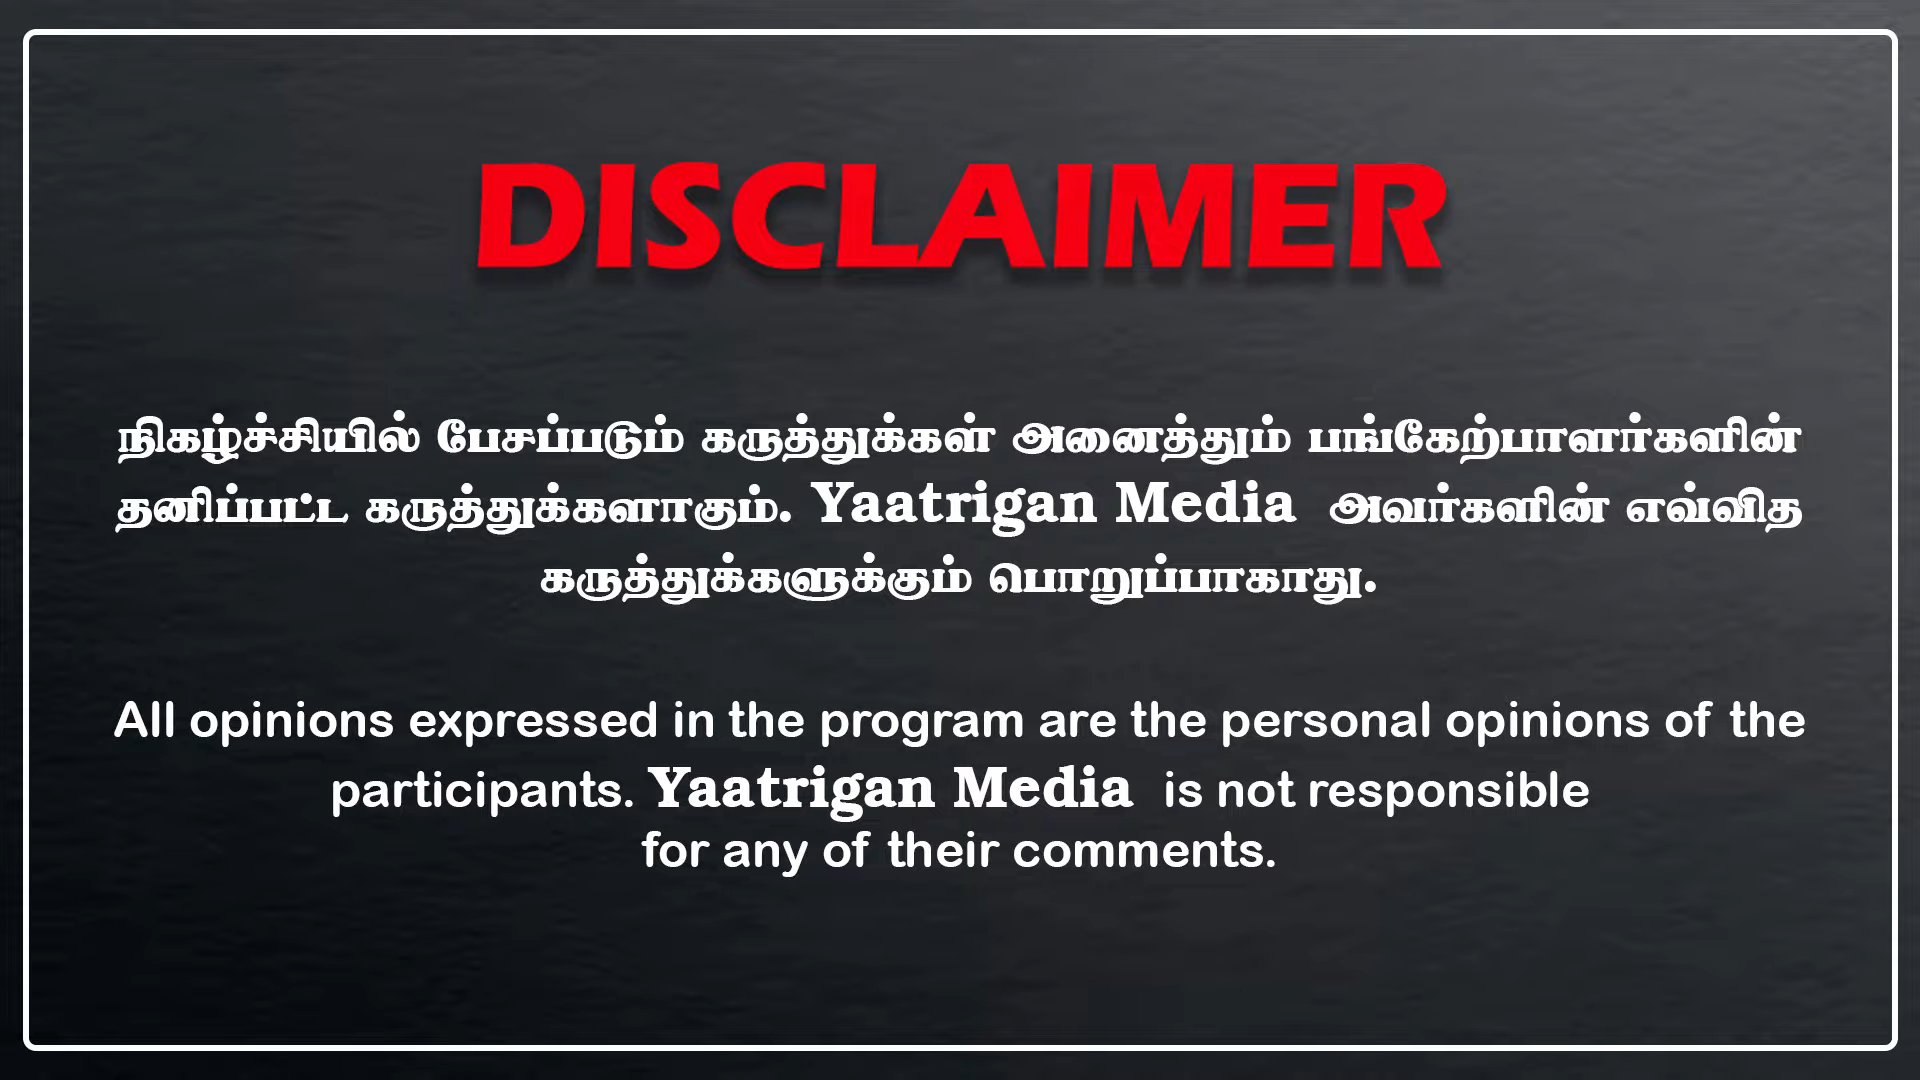 DISCLAIMER
நிகழ்ச்சியில் பேசப்படும் கருத்துக்கள் அனைத்தும் பங்கேற்பாளர்களின்
தனிப்பட்ட கருத்துக்களாகும். Yaatrigan Media அவர்களின் எவ்வித
கருத்துக்களுக்கும் பொறுப்பாகாது.
All opinions expressed in the program are the personal opinions of the
participants. Yaatrigan Media is not responsible
for any of their comments.